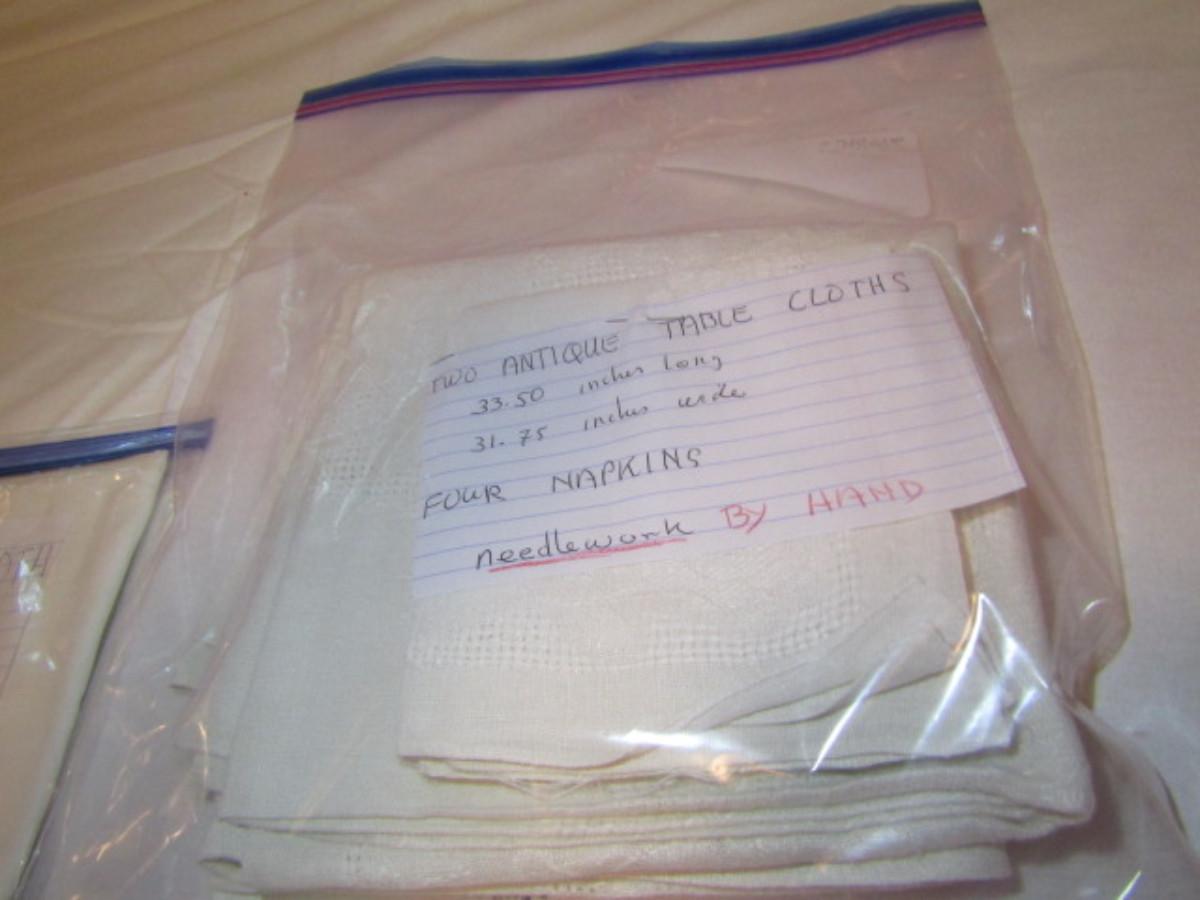 TWO ANTIQUE TABLE CLOTHS
33.50 inches long
31.75 inches wide
FOUR NAPKINS
needlework BY HAND